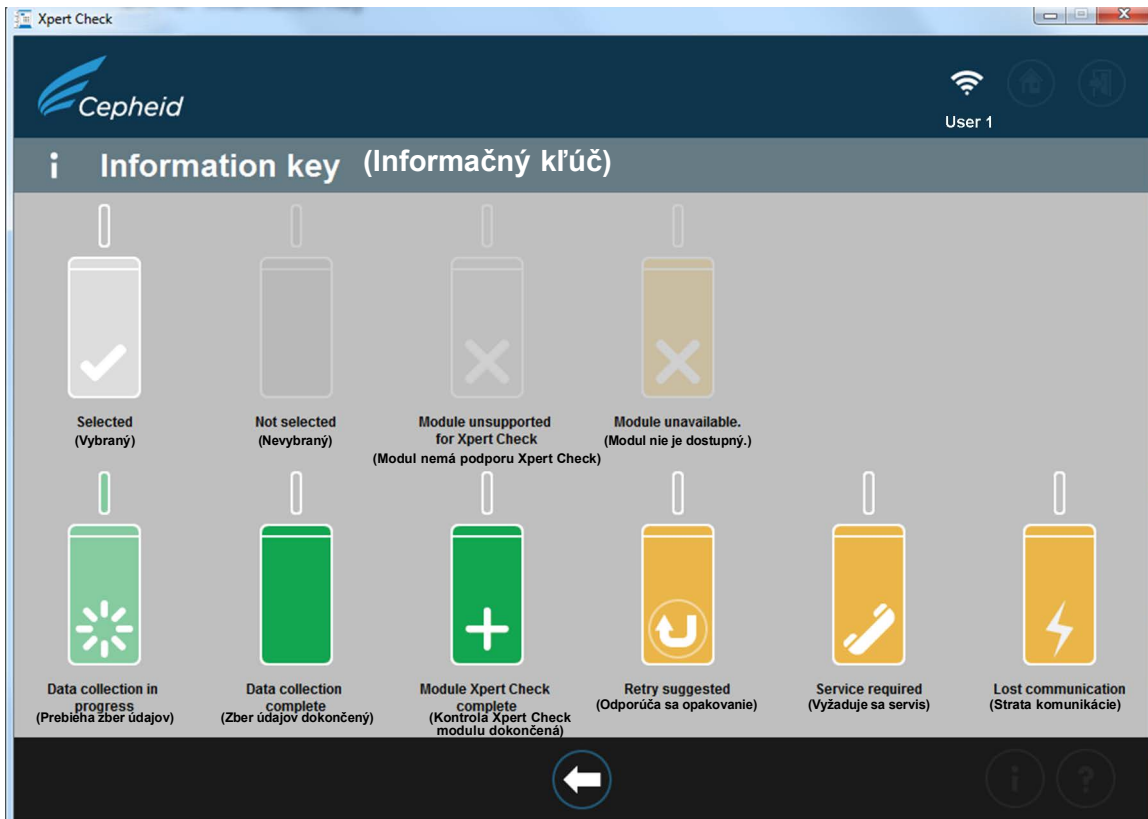 Xpert Check
Cepheid
User 1
i Information key (Informačný kľúč)
Selected
(Vybraný)
Not selected
(Nevybraný)
Module unsupported
for Xpert Check
(Modul nemá podporu Xpert Check)
Module unavailable.
(Modul nie je dostupný.)
Data collection in
progress
(Prebieha zber údajov)
Data collection
complete
(Zber údajov dokončený)
Module Xpert Check
complete
(Kontrola Xpert Check
modulu dokončená)
Retry suggested
(Odporúča sa opakovanie)
Service required
(Vyžaduje sa servis)
Lost communication
(Strata komunikácie)
i ?